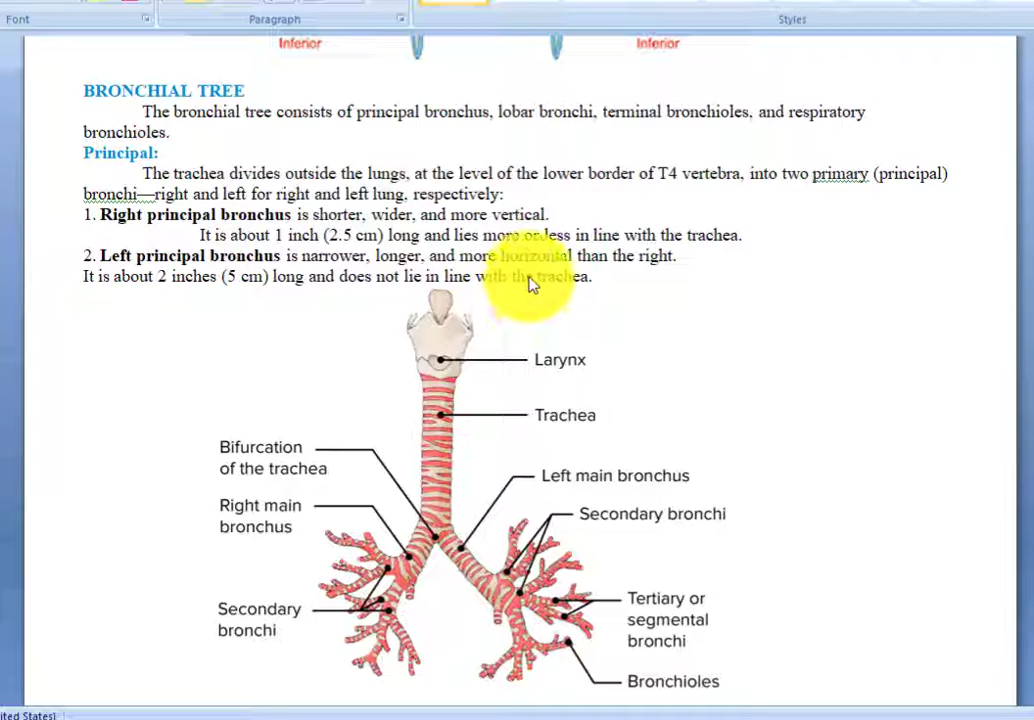 Font
Paragraph
Styles
Inferior
Inferior
BRONCHIAL TREE
The bronchial tree consists of principal bronchus, lobar bronchi, terminal bronchioles, and respiratory
bronchioles.
Principal:
The trachea divides outside the lungs, at the level of the lower border of T4 vertebra, into two primary (principal)
bronchi—right and left for right and left lung, respectively:
1. Right principal bronchus is shorter, wider, and more vertical.
It is about 1 inch (2.5 cm) long and lies more or less in line with the trachea.
2. Left principal bronchus is narrower, longer, and more horizontal than the right.
It is about 2 inches (5 cm) long and does not lie in line with the trachea.
Larynx
Trachea
Bifurcation
of the trachea
Left main bronchus
Right main
bronchus
Secondary bronchi
Secondary
bronchi
Tertiary or
segmental
bronchi
Bronchioles
ited States)